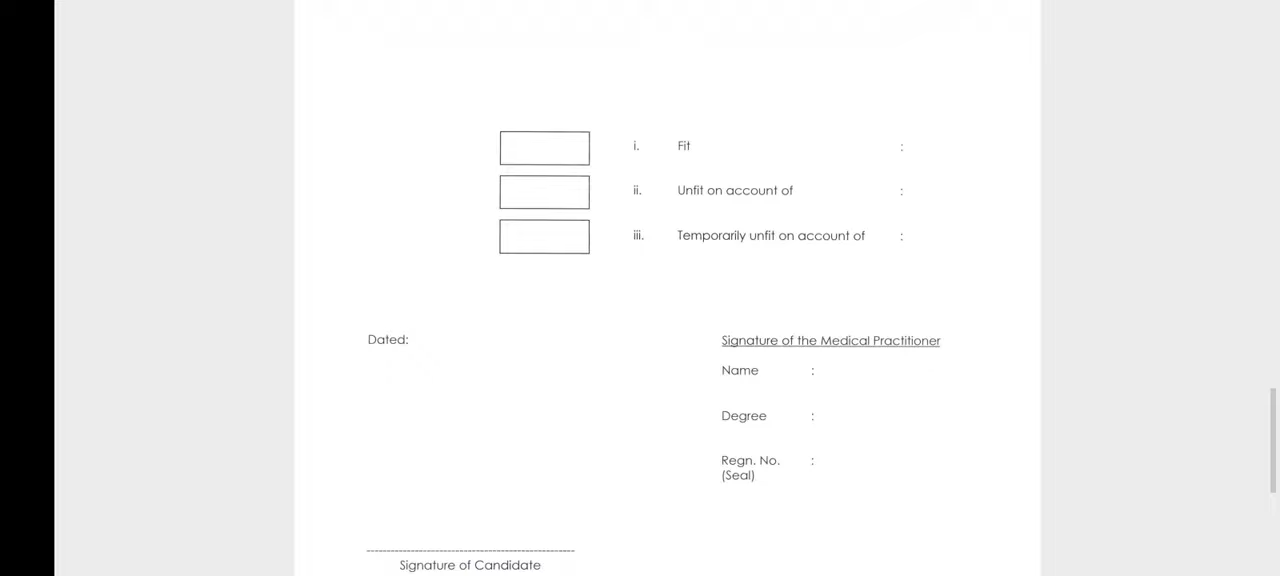 i. Fit :
ii. Unfit on account of :
iii. Temporarily unfit on account of :
Dated:
Signature of the Medical Practitioner
Name :
Degree :
Regn. No. :
(Seal)
Signature of Candidate